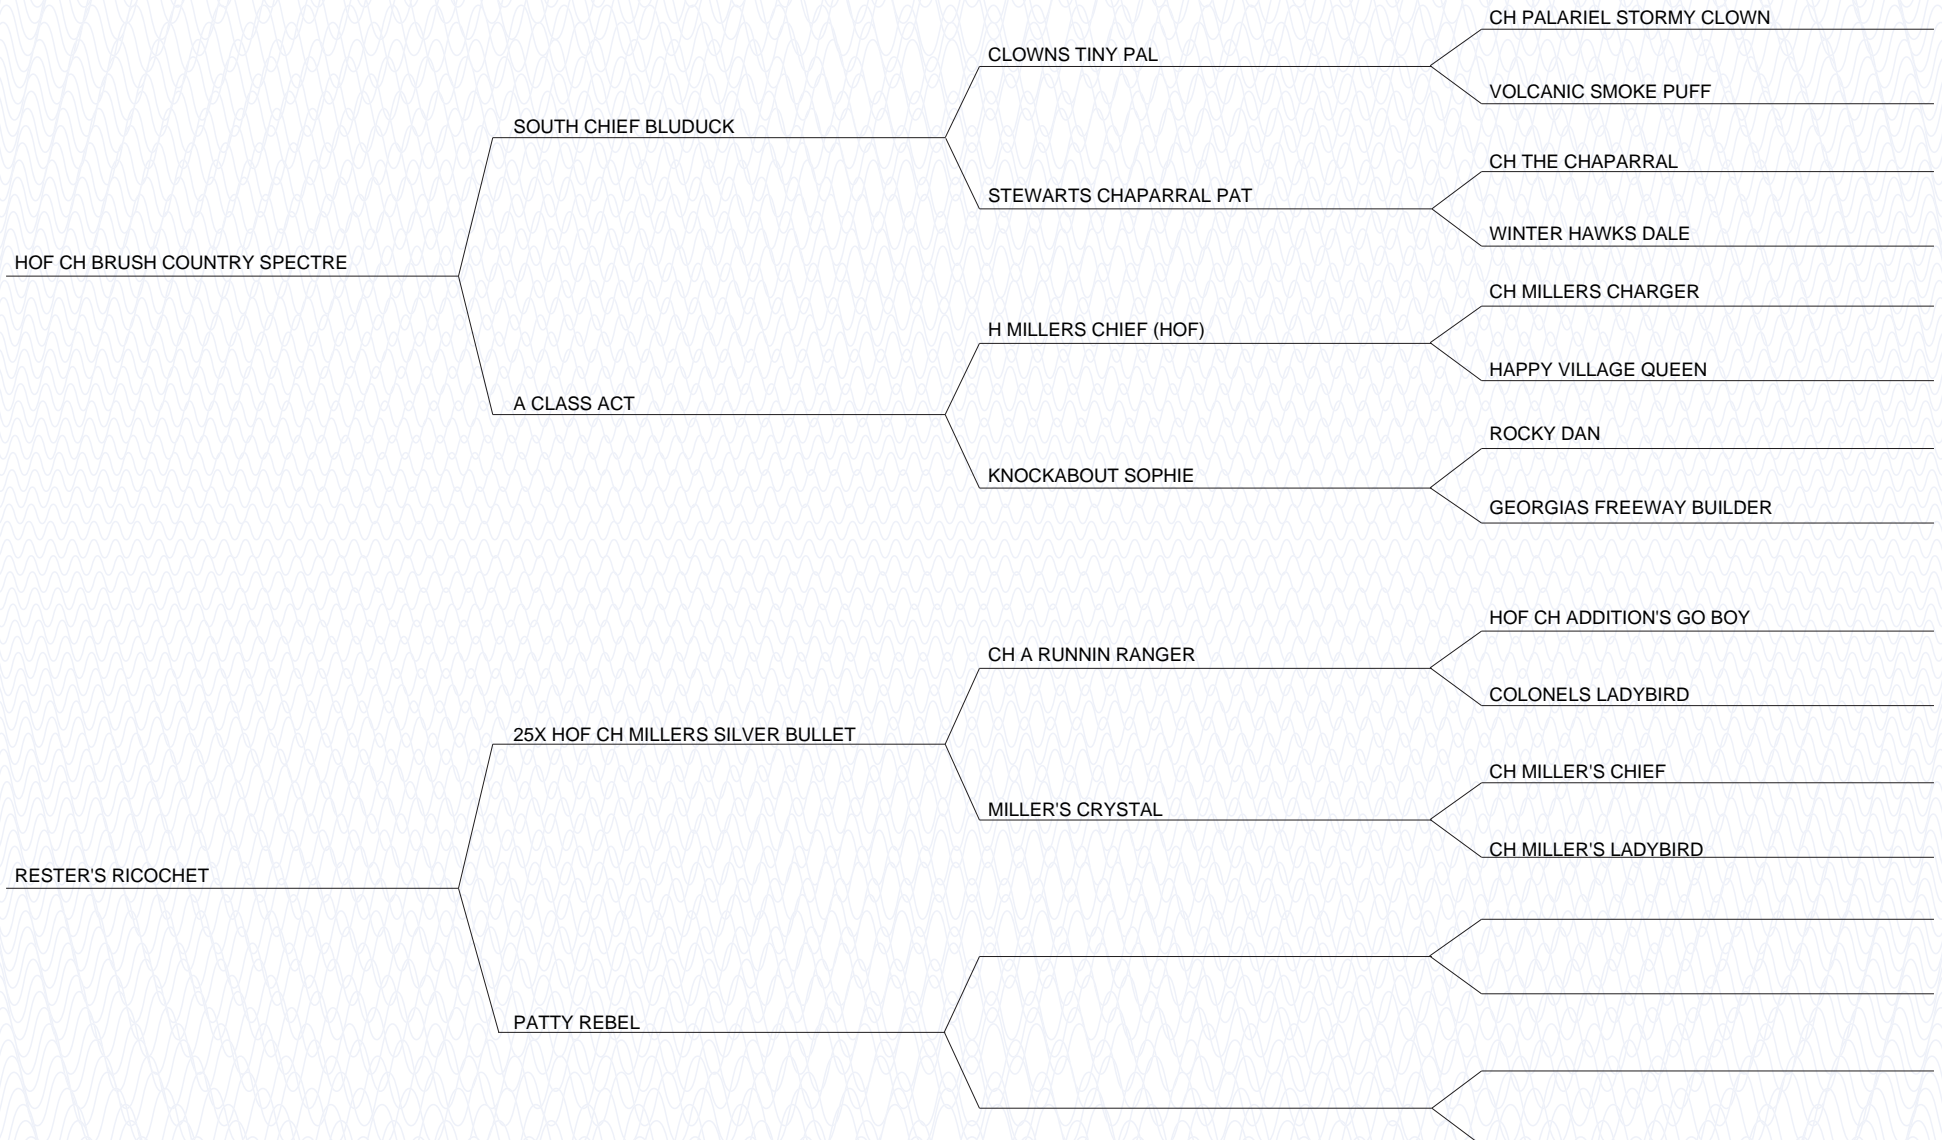 CH PALARIEL STORMY CLOWN
CLOWNS TINY PAL
VOLCANIC SMOKE PUFF
SOUTH CHIEF BLUDUCK
CH THE CHAPARRAL
STEWARTS CHAPARRAL PAT
WINTER HAWKS DALE
HOF CH BRUSH COUNTRY SPECTRE
CH MILLERS CHARGER
H MILLERS CHIEF (HOF)
HAPPY VILLAGE QUEEN
A CLASS ACT
ROCKY DAN
KNOCKABOUT SOPHIE
GEORGIAS FREEWAY BUILDER
HOF CH ADDITION'S GO BOY
CH A RUNNIN RANGER
COLONELS LADYBIRD
25X HOF CH MILLERS SILVER BULLET
CH MILLER'S CHIEF
MILLER'S CRYSTAL
CH MILLER'S LADYBIRD
RESTER'S RICOCHET
PATTY REBEL